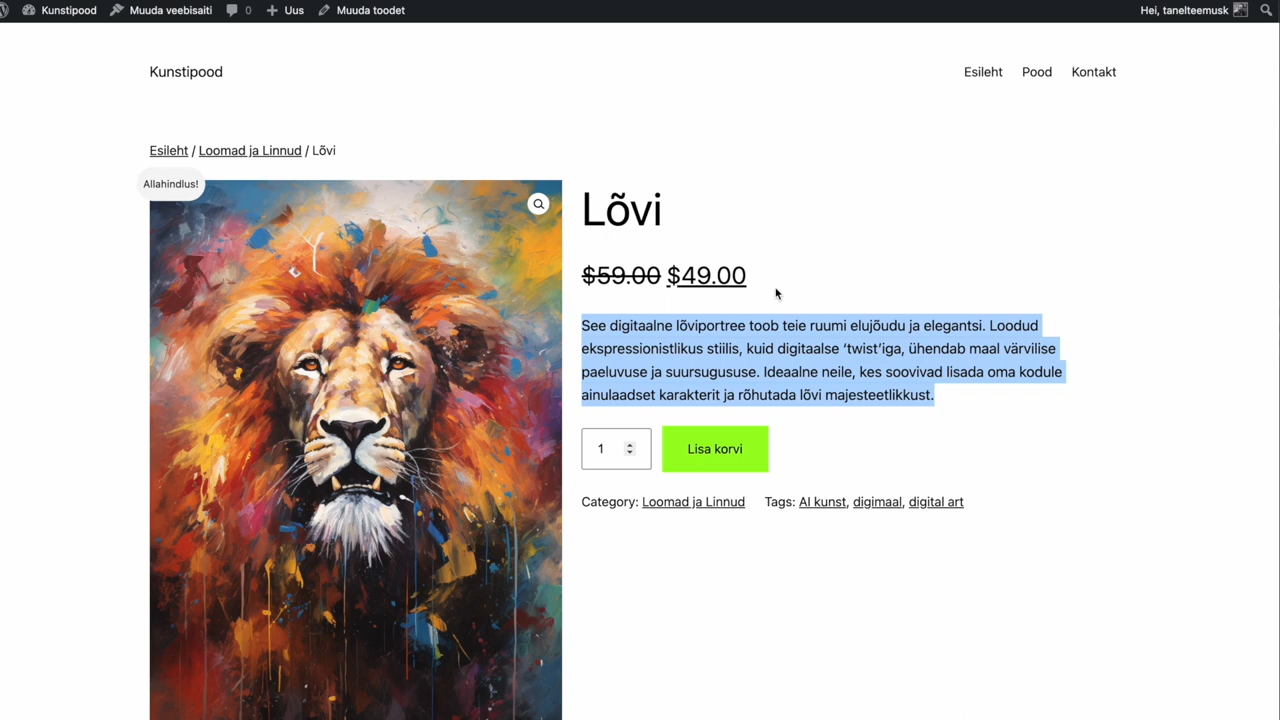 Kunstipood Muuda veebisaiti 0 Uus Muuda toodet Hei, tanelteemusk
Kunstipood Esileht Pood Kontakt
Esileht / Loomad ja Linnud / Lõvi
Allahindlus!
Lõvi
$59.00 $49.00
See digitaalne lõviportree toob teie ruumi elujõudu ja elegantsi. Loodud
ekspressionistlikus stiilis, kuid digitaalse ‘twist’iga, ühendab maal värvilise
paeluvuse ja suursugususe. Ideaalne neile, kes soovivad lisada oma kodule
ainulaadset karakterit ja rõhutada lõvi majesteetlikkust.
1 Lisa korvi
Category: Loomad ja Linnud Tags: AI kunst, digimaal, digital art